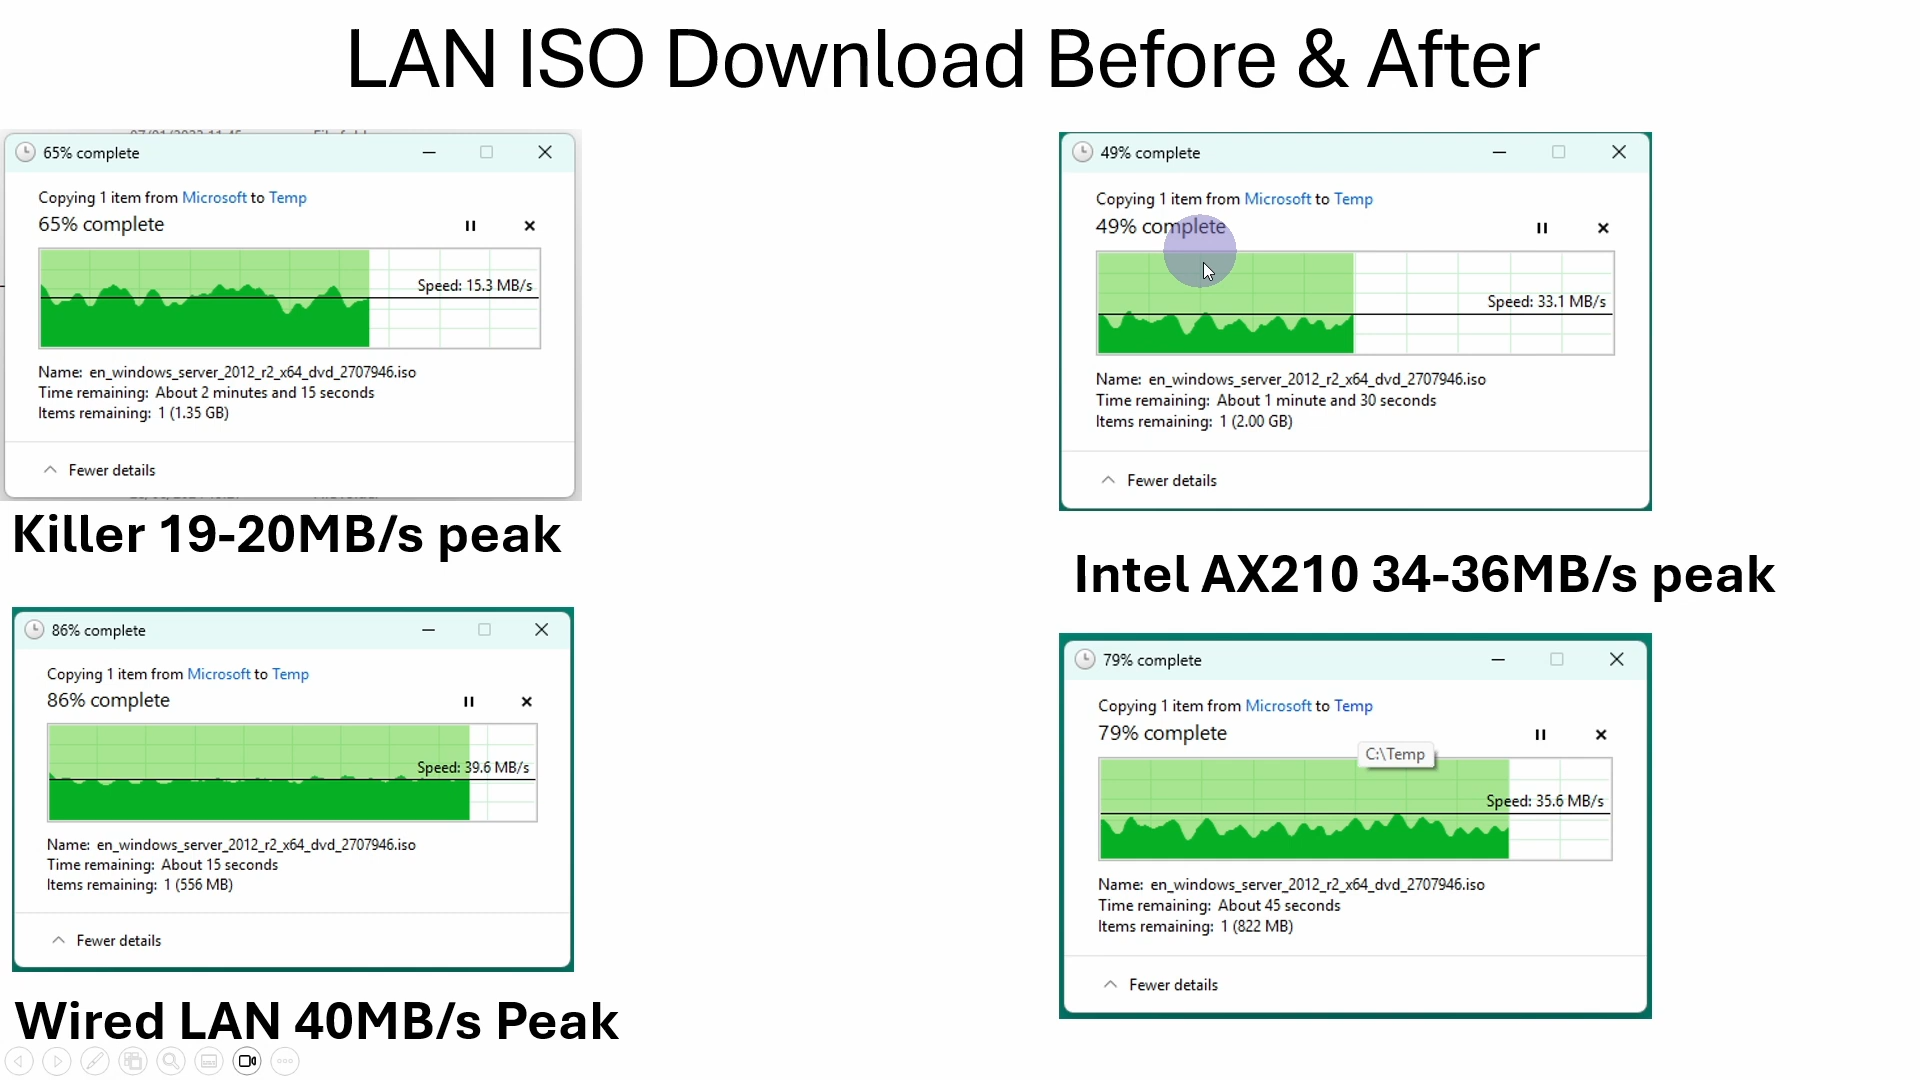 LAN ISO Download Before & After
65% complete
Copying 1 item from Microsoft to Temp
65% complete
Speed: 15.3 MB/s
Name: en_windows_server_2012_r2_x64_dvd_2707946.iso
Time remaining: About 2 minutes and 15 seconds
Items remaining: 1 (1.35 GB)
Fewer details
Killer 19-20MB/s peak
49% complete
Copying 1 item from Microsoft to Temp
49% complete
Speed: 33.1 MB/s
Name: en_windows_server_2012_r2_x64_dvd_2707946.iso
Time remaining: About 1 minute and 30 seconds
Items remaining: 1 (2.00 GB)
Fewer details
Intel AX210 34-36MB/s peak
86% complete
Copying 1 item from Microsoft to Temp
86% complete
Speed: 39.6 MB/s
Name: en_windows_server_2012_r2_x64_dvd_2707946.iso
Time remaining: About 15 seconds
Items remaining: 1 (556 MB)
Fewer details
Wired LAN 40MB/s Peak
79% complete
Copying 1 item from Microsoft to Temp
79% complete
C:\Temp
Speed: 35.6 MB/s
Name: en_windows_server_2012_r2_x64_dvd_2707946.iso
Time remaining: About 45 seconds
Items remaining: 1 (822 MB)
Fewer details